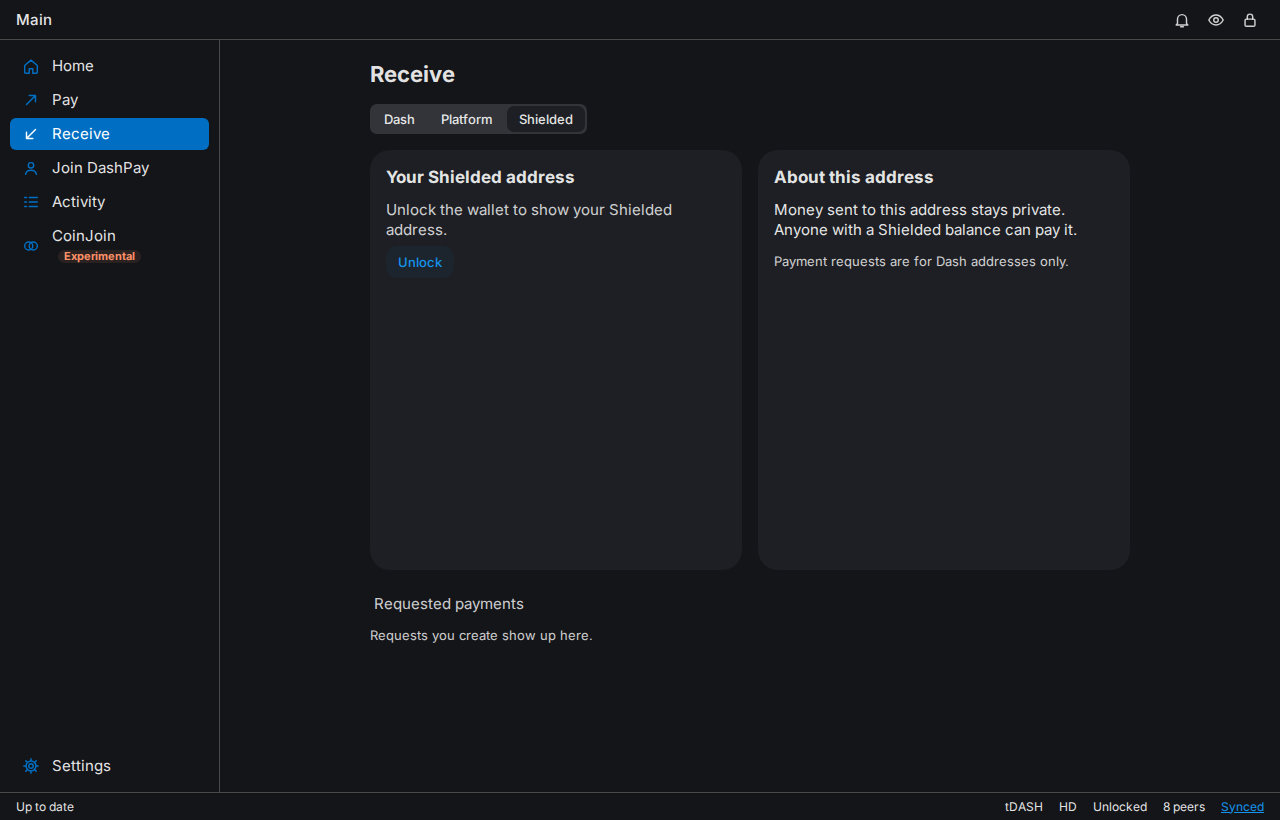 Main
Home
Pay
Receive
Join DashPay
Activity
CoinJoin
Experimental
Settings
Receive
Dash
Platform
Shielded
Your Shielded address
Unlock the wallet to show your Shielded
address.
Unlock
About this address
Money sent to this address stays private.
Anyone with a Shielded balance can pay it.
Payment requests are for Dash addresses only.
Requested payments
Requests you create show up here.
Up to date
tDASH
HD
Unlocked
8 peers
Synced